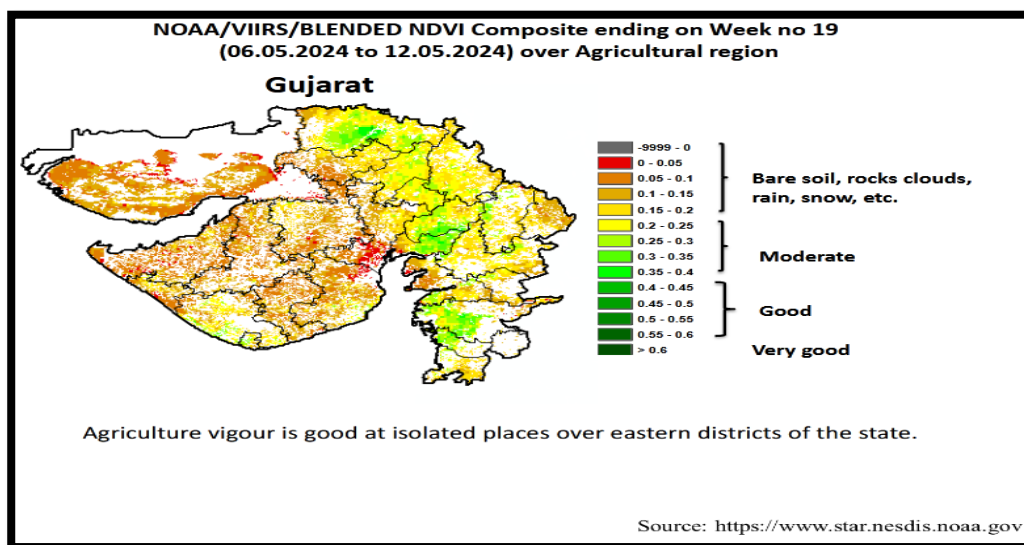 NOAA/VIIRS/BLENDED NDVI Composite ending on Week no 19
(06.05.2024 to 12.05.2024) over Agricultural region
Gujarat
-9999 - 0
0 - 0.05
0.05 - 0.1
0.1 - 0.15
0.15 - 0.2
0.2 - 0.25
0.25 - 0.3
0.3 - 0.35
0.35 - 0.4
0.4 - 0.45
0.45 - 0.5
0.5 - 0.55
0.55 - 0.6
> 0.6
Bare soil, rocks clouds,
rain, snow, etc.
Moderate
Good
Very good
Agriculture vigour is good at isolated places over eastern districts of the state.
Source: https://www.star.nesdis.noaa.gov